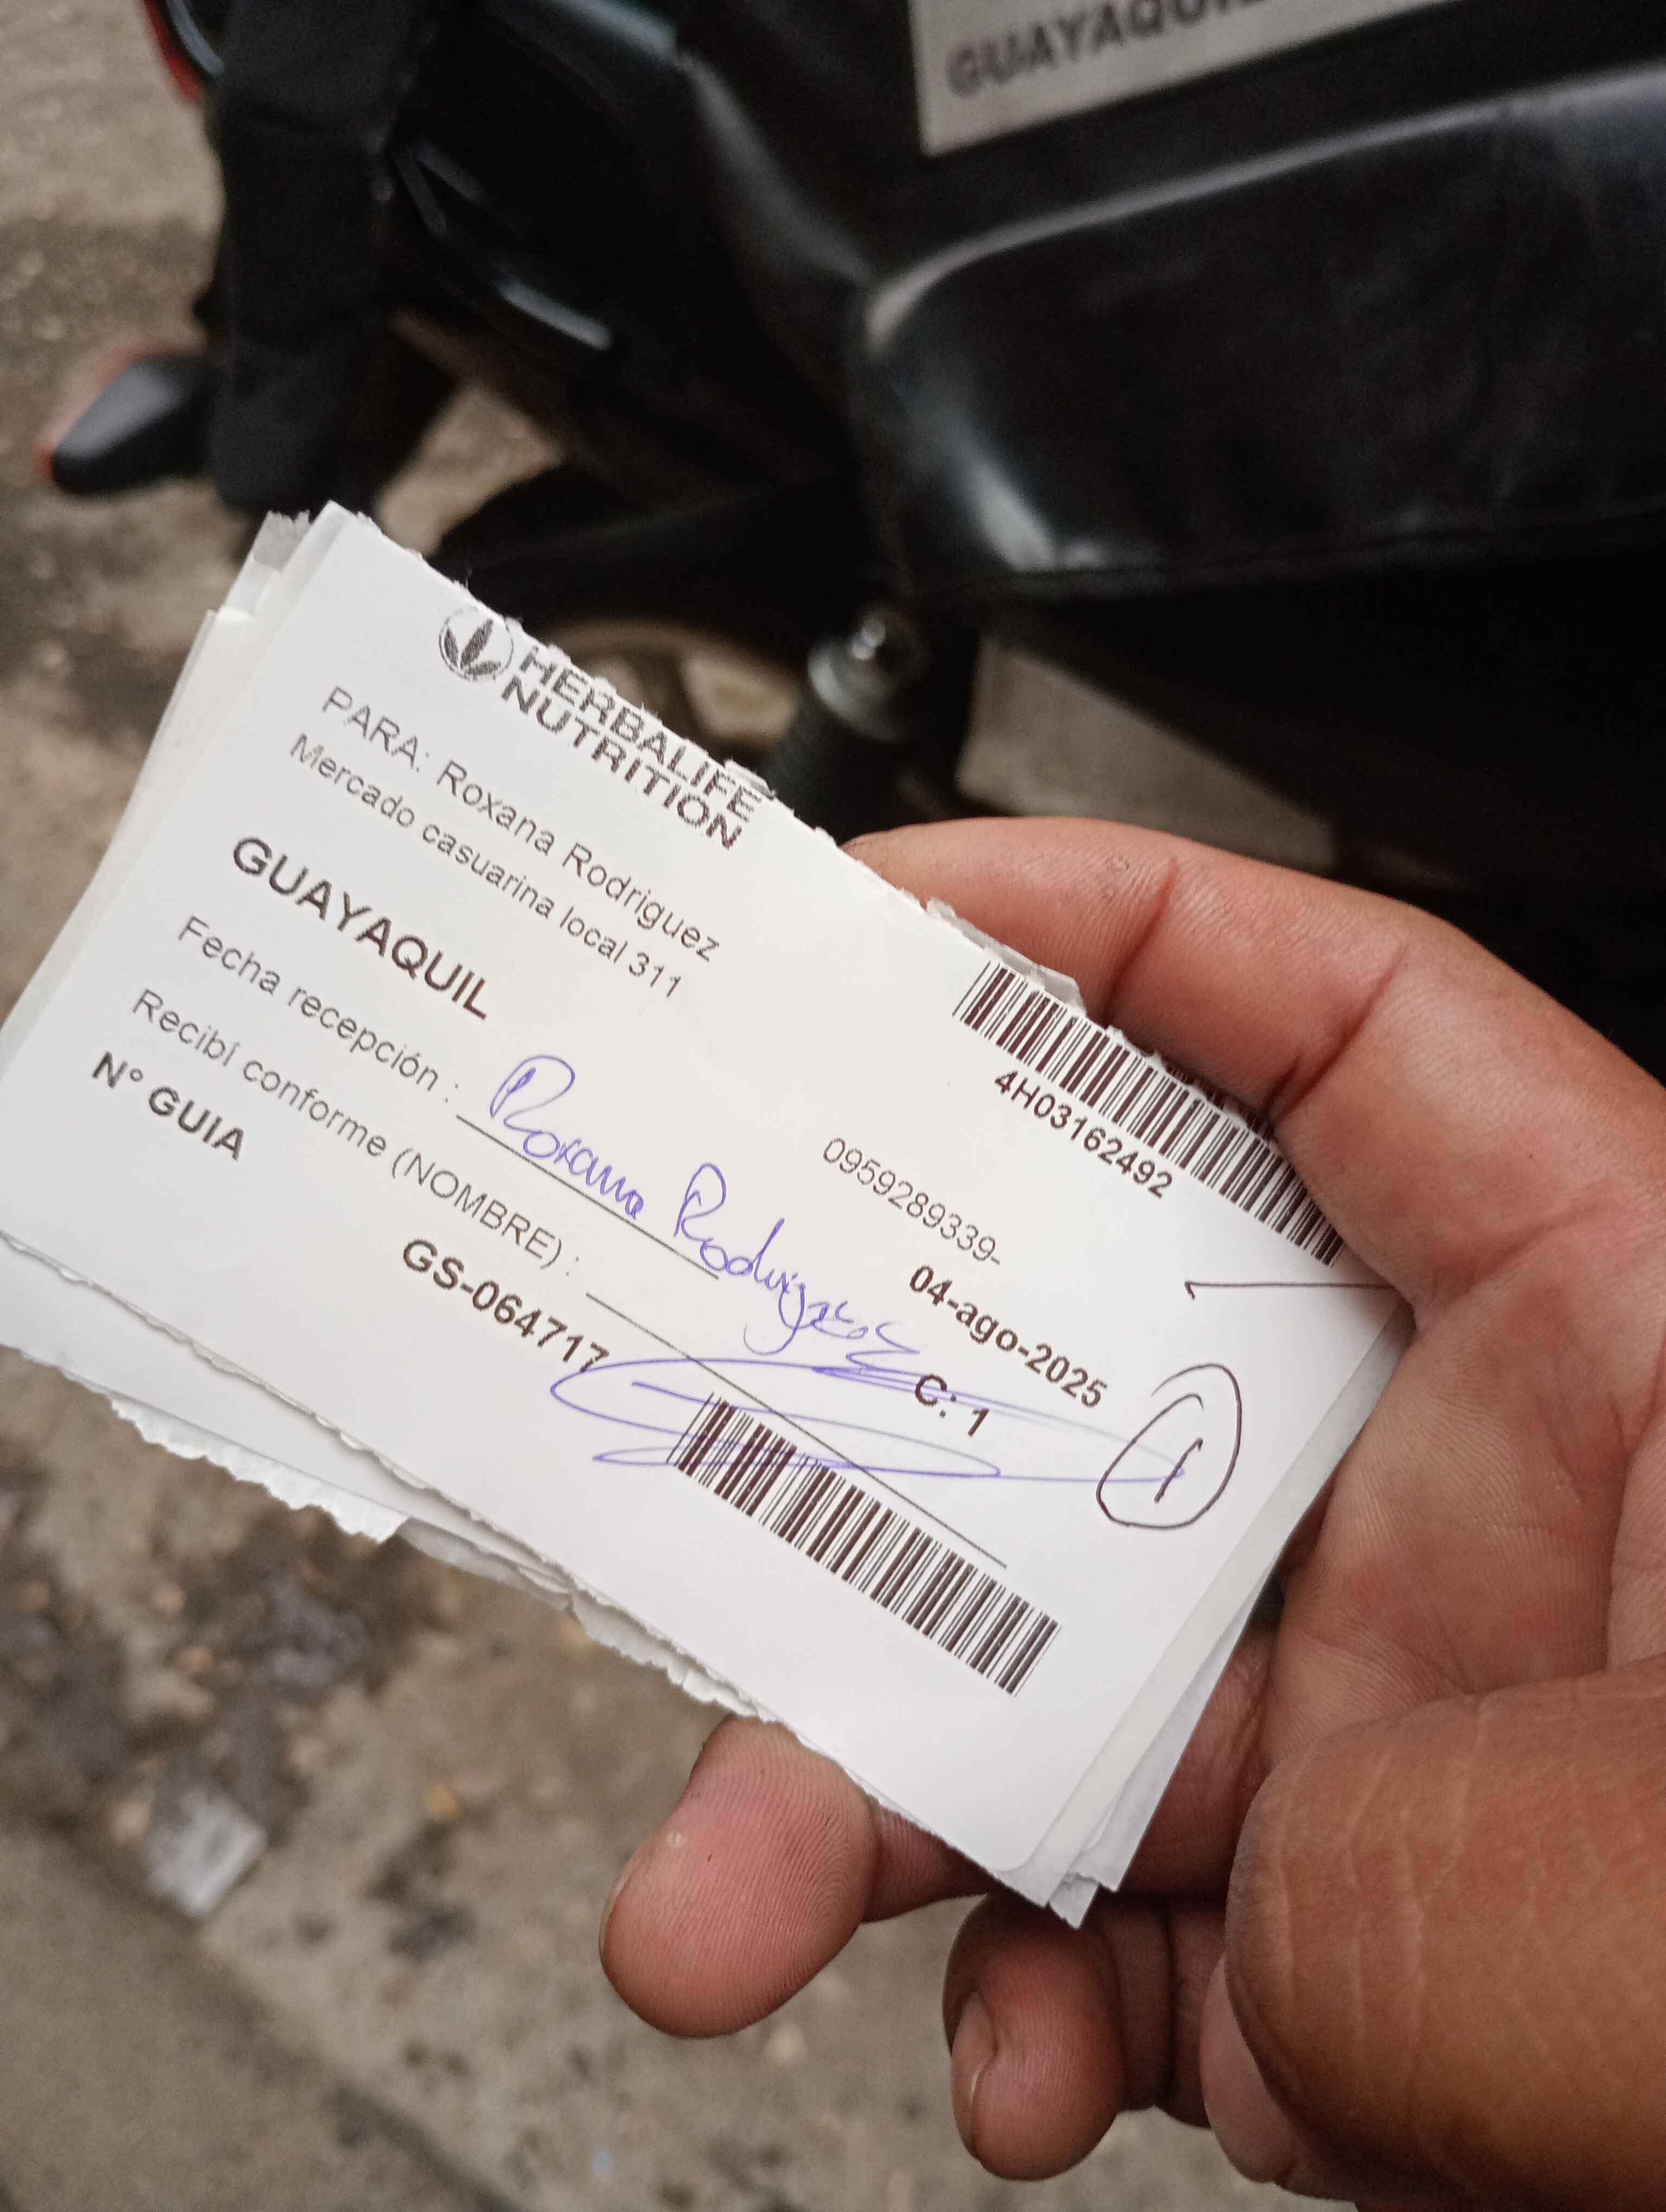 GUAYAQUIL
HERBALIFE
NUTRITION
PARA: Roxana Rodriguez
Mercado casuarina local 311
GUAYAQUIL
4H03162492
0959289339-
Fecha recepción : Roxana Rodriguez
04-ago-2025
Recibí conforme (NOMBRE) :
C: 1
1
N° GUIA
GS-064717